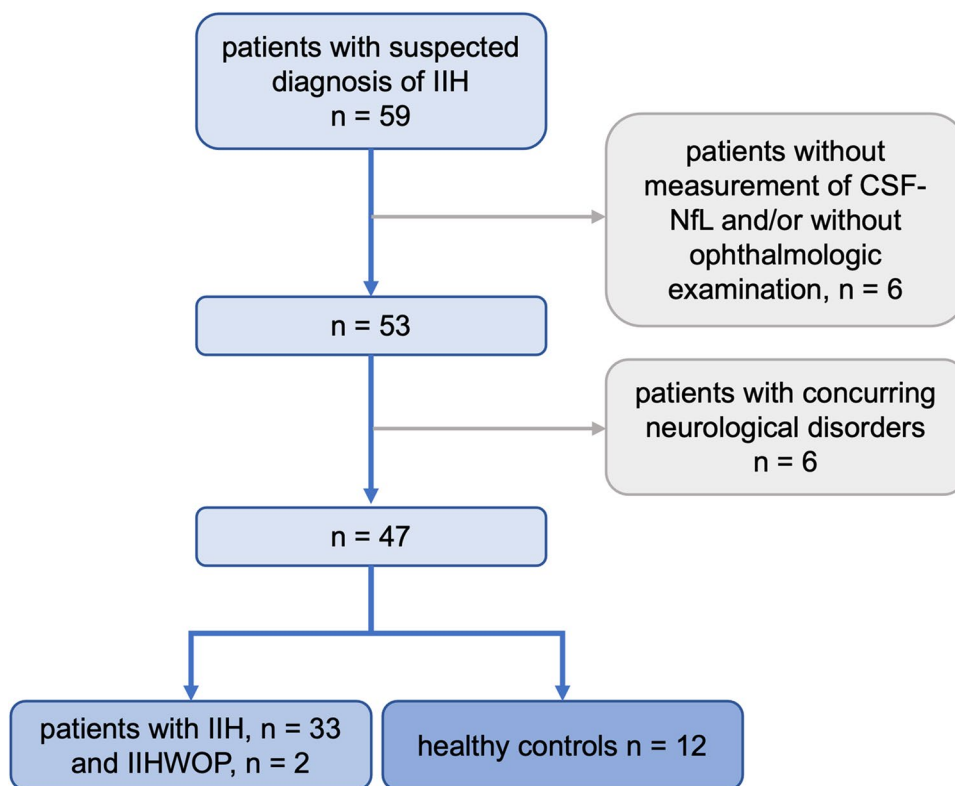 patients with suspected
diagnosis of IIH
n = 59
patients without
measurement of CSF-
NfL and/or without
ophthalmologic
examination, n = 6
n = 53
patients with concurring
neurological disorders
n = 6
n = 47
patients with IIH, n = 33
and IIHWOP, n = 2
healthy controls n = 12